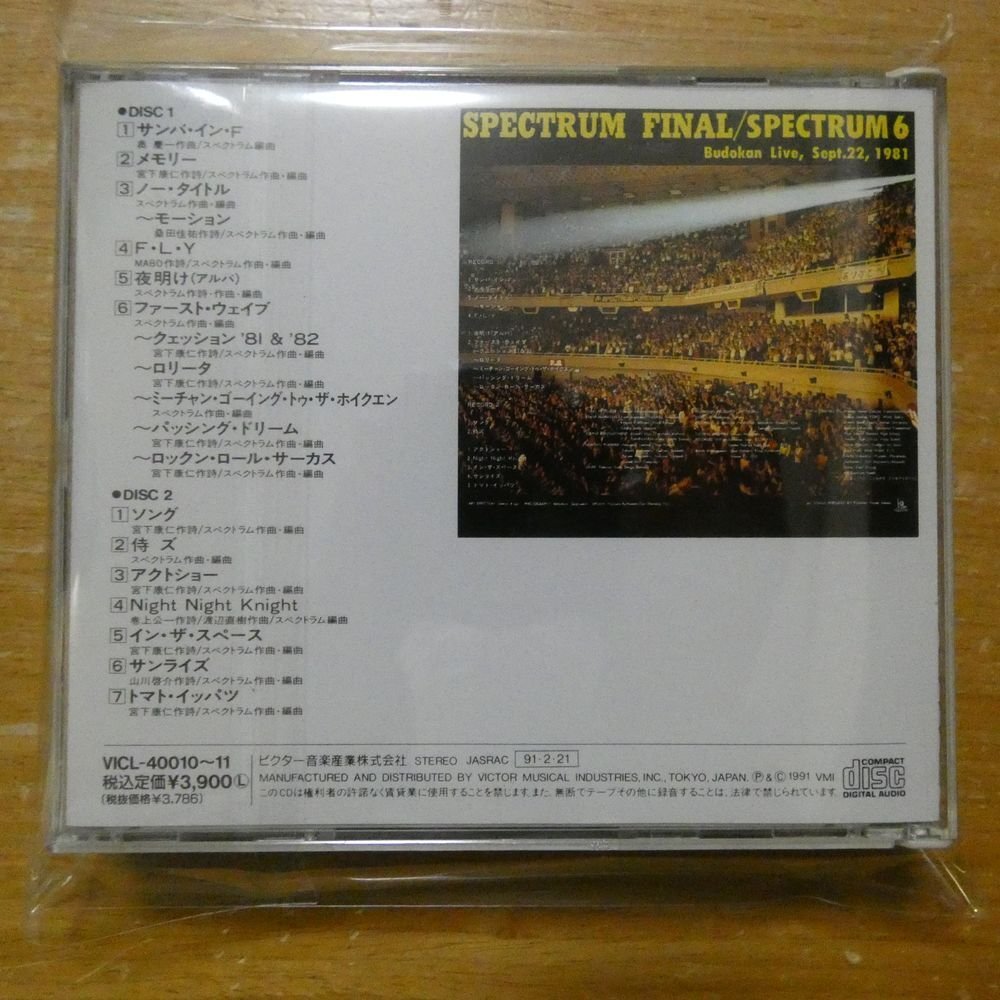 ●DISC 1
1 サンバ・イン・F
奥 慶一作曲/スペクトラム編曲
2 メモリー
宮下康仁作詩/スペクトラム作曲・編曲
3 ノー・タイトル
スペクトラム作曲・編曲
〜モーション
桑田佳祐作詩/スペクトラム作曲・編曲
4 F・L・Y
MABO作詩/スペクトラム作曲・編曲
5 夜明け(アルバ)
スペクトラム作詩・作曲・編曲
6 ファースト・ウェイブ
スペクトラム作曲・編曲
〜クェッション '81 & '82
宮下康仁作詩/スペクトラム作曲・編曲
〜ロリータ
宮下康仁作詩/スペクトラム作曲・編曲
〜ミーチャン・ゴーイング・トゥ・ザ・ホイクエン
スペクトラム作曲・編曲
〜パッシング・ドリーム
宮下康仁作詩/スペクトラム作曲・編曲
〜ロックン・ロール・サーカス
宮下康仁作詩/スペクトラム作曲・編曲
●DISC 2
1 ソング
宮下康仁作詩/スペクトラム作曲・編曲
2 侍 ズ
スペクトラム作曲・編曲
3 アクトショー
宮下康仁作詩/スペクトラム作曲・編曲
4 Night Night Knight
巻上公一作詩/渡辺直樹作曲/スペクトラム編曲
5 イン・ザ・スペース
宮下康仁作詩/スペクトラム作曲・編曲
6 サンライズ
山川啓介作詩/スペクトラム作曲・編曲
7 トマト・イッパツ
宮下康仁作詩/スペクトラム作曲・編曲
SPECTRUM FINAL/SPECTRUM 6
Budokan Live, Sept.22, 1981
VICL-40010〜11
税込定価¥3,900Ⓛ
(税抜価格¥3,786)
ビクター音楽産業株式会社 STEREO JASRAC 91・2・21
MANUFACTURED AND DISTRIBUTED BY VICTOR MUSICAL INDUSTRIES, INC., TOKYO, JAPAN. Ⓟ&Ⓒ 1991 VMI
このCDは権利者の許諾なく賃貸業に使用することを禁じます。また、無断でテープその他に録音することは、法律で禁じられています。
COMPACT
disc
DIGITAL AUDIO